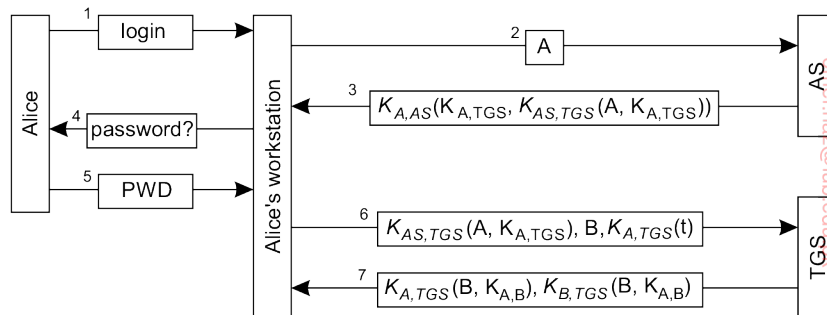 1 login
2 A
AS
3 K_A,AS(K_A,TGS, K_AS,TGS(A, K_A,TGS))
Alice
4 password?
Alice's workstation
5 PWD
6 K_AS,TGS(A, K_A,TGS), B, K_A,TGS(t)
TGS
7 K_A,TGS(B, K_A,B), K_B,TGS(B, K_A,B)